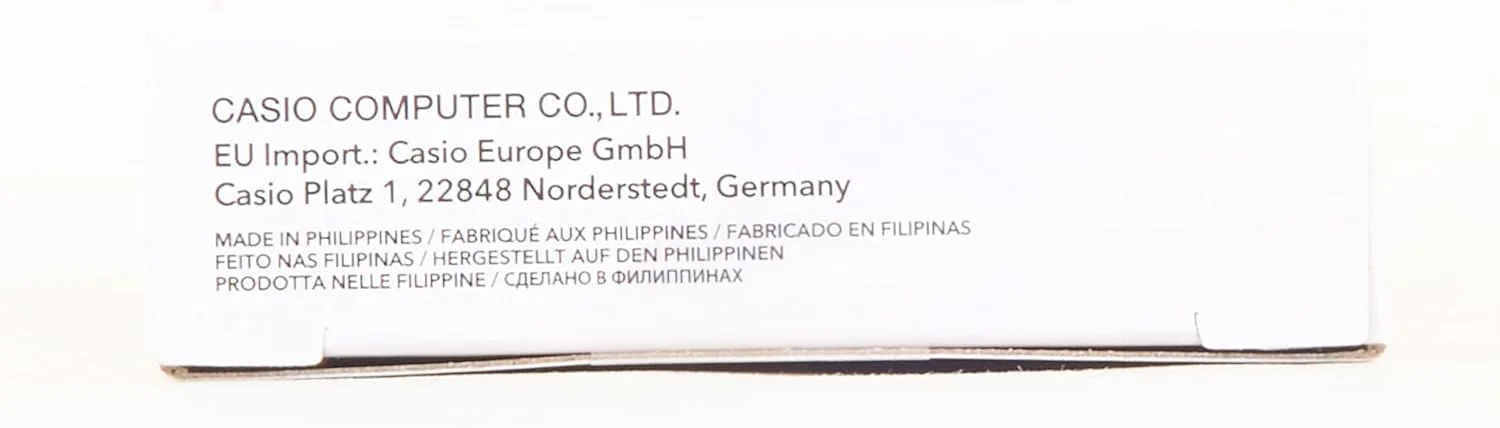 CASIO COMPUTER CO.,LTD.
EU Import.: Casio Europe GmbH
Casio Platz 1, 22848 Norderstedt, Germany
MADE IN PHILIPPINES / FABRIQUÉ AUX PHILIPPINES / FABRICADO EN FILIPINAS
FEITO NAS FILIPINAS / HERGESTELLT AUF DEN PHILIPPINEN
PRODOTTA NELLE FILIPPINE / СДЕЛАНО В ФИЛИППИНАХ